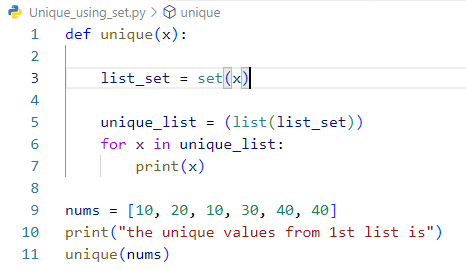 Unique_using_set.py > unique
1 def unique(x):
2
3     list_set = set(x)
4
5     unique_list = (list(list_set))
6     for x in unique_list:
7         print(x)
8
9 nums = [10, 20, 10, 30, 40, 40]
10 print("the unique values from 1st list is")
11 unique(nums)